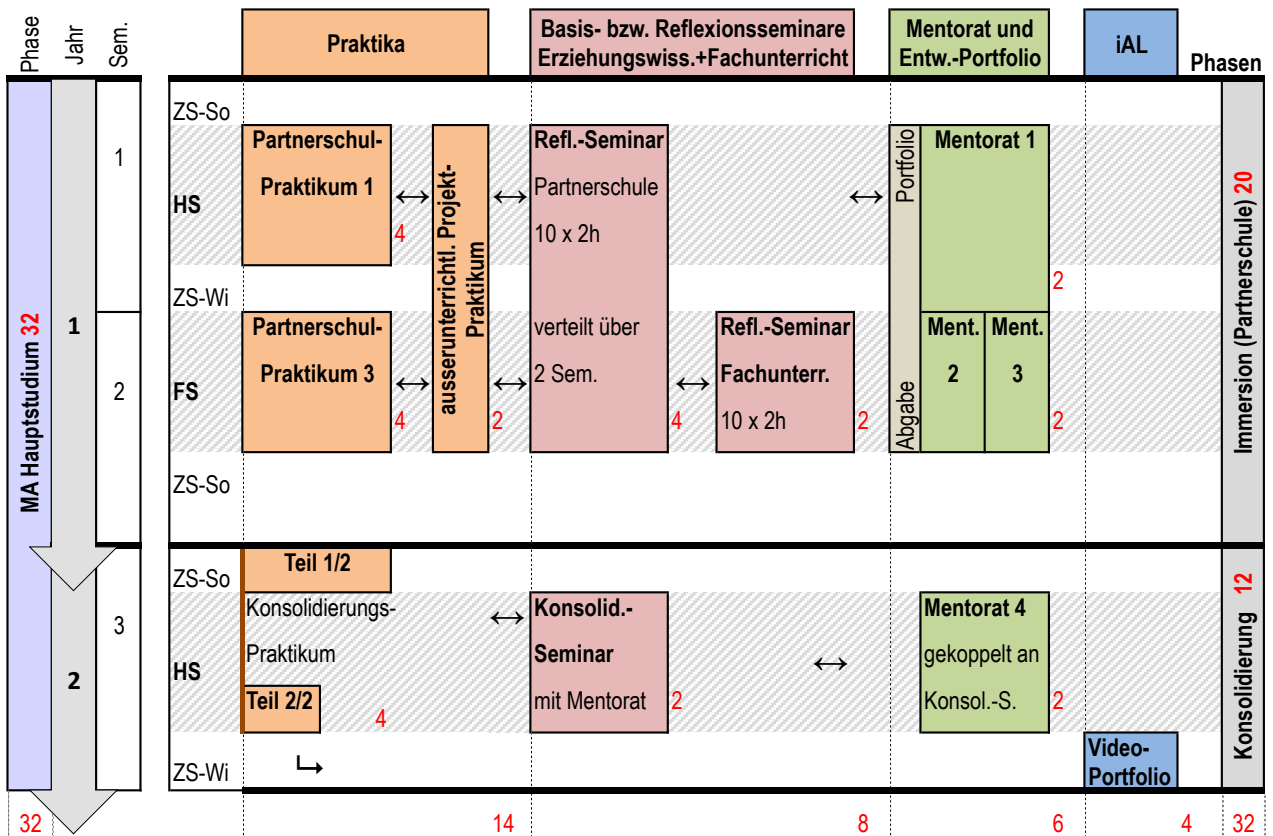 Phase
Jahr
Sem.
Praktika
Basis- bzw. Reflexionsseminare
Erziehungswiss.+Fachunterricht
Mentorat und
Entw.-Portfolio
iAL
Phasen
MA Hauptstudium 32
1
1
2
ZS-So
HS
ZS-Wi
FS
ZS-So
Partnerschul-
Praktikum 1
↔
4
ausserunterrichtl. Projekt-
Praktikum
↔
Refl.-Seminar
Partnerschule
10 x 2h
verteilt über
2 Sem.
↔
Portfolio
Abgabe
Mentorat 1
2
Partnerschul-
Praktikum 3
↔
4
↔
2
↔
4
Refl.-Seminar
Fachunterr.
10 x 2h
2
Ment.
2
Ment.
3
2
Immersion (Partnerschule) 20
2
3
ZS-So
HS
ZS-Wi
Teil 1/2
Konsolidierungs-
Praktikum
Teil 2/2
4
↔
Konsolid.-
Seminar
mit Mentorat
2
↔
Mentorat 4
gekoppelt an
Konsol.-S.
2
Video-
Portfolio
Konsolidierung 12
32
14
8
6
4
32